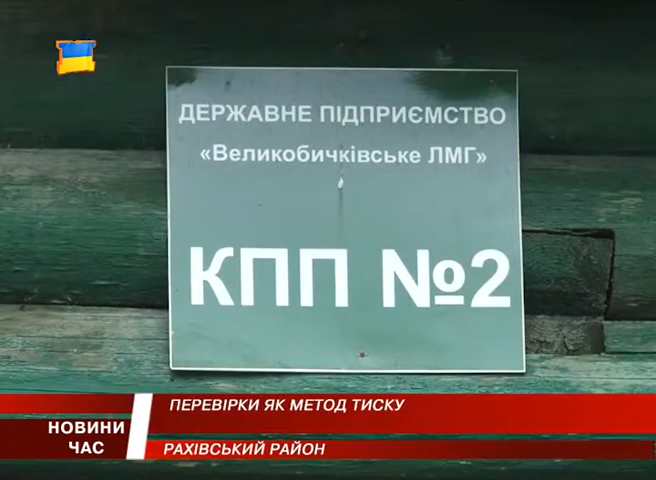 ДЕРЖАВНЕ ПІДПРИЄМСТВО
«Великобичківське ЛМГ»
КПП №2
ПЕРЕВІРКИ ЯК МЕТОД ТИСКУ
НОВИНИ
ЧАС
РАХІВСЬКИЙ РАЙОН